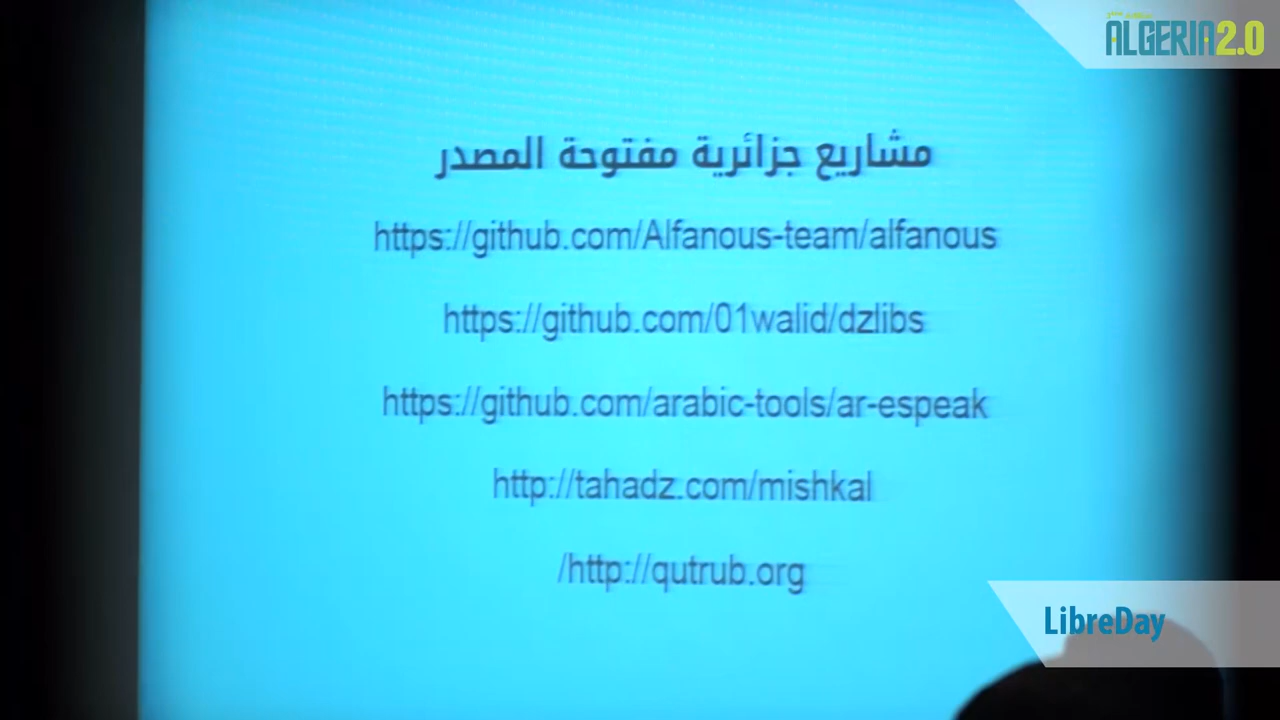 ALGERIA2.0
مشاريع جزائرية مفتوحة المصدر
https://github.com/Alfanous-team/alfanous
https://github.com/01walid/dzlibs
https://github.com/arabic-tools/ar-espeak
http://tahadz.com/mishkal
/http://qutrub.org
LibreDay